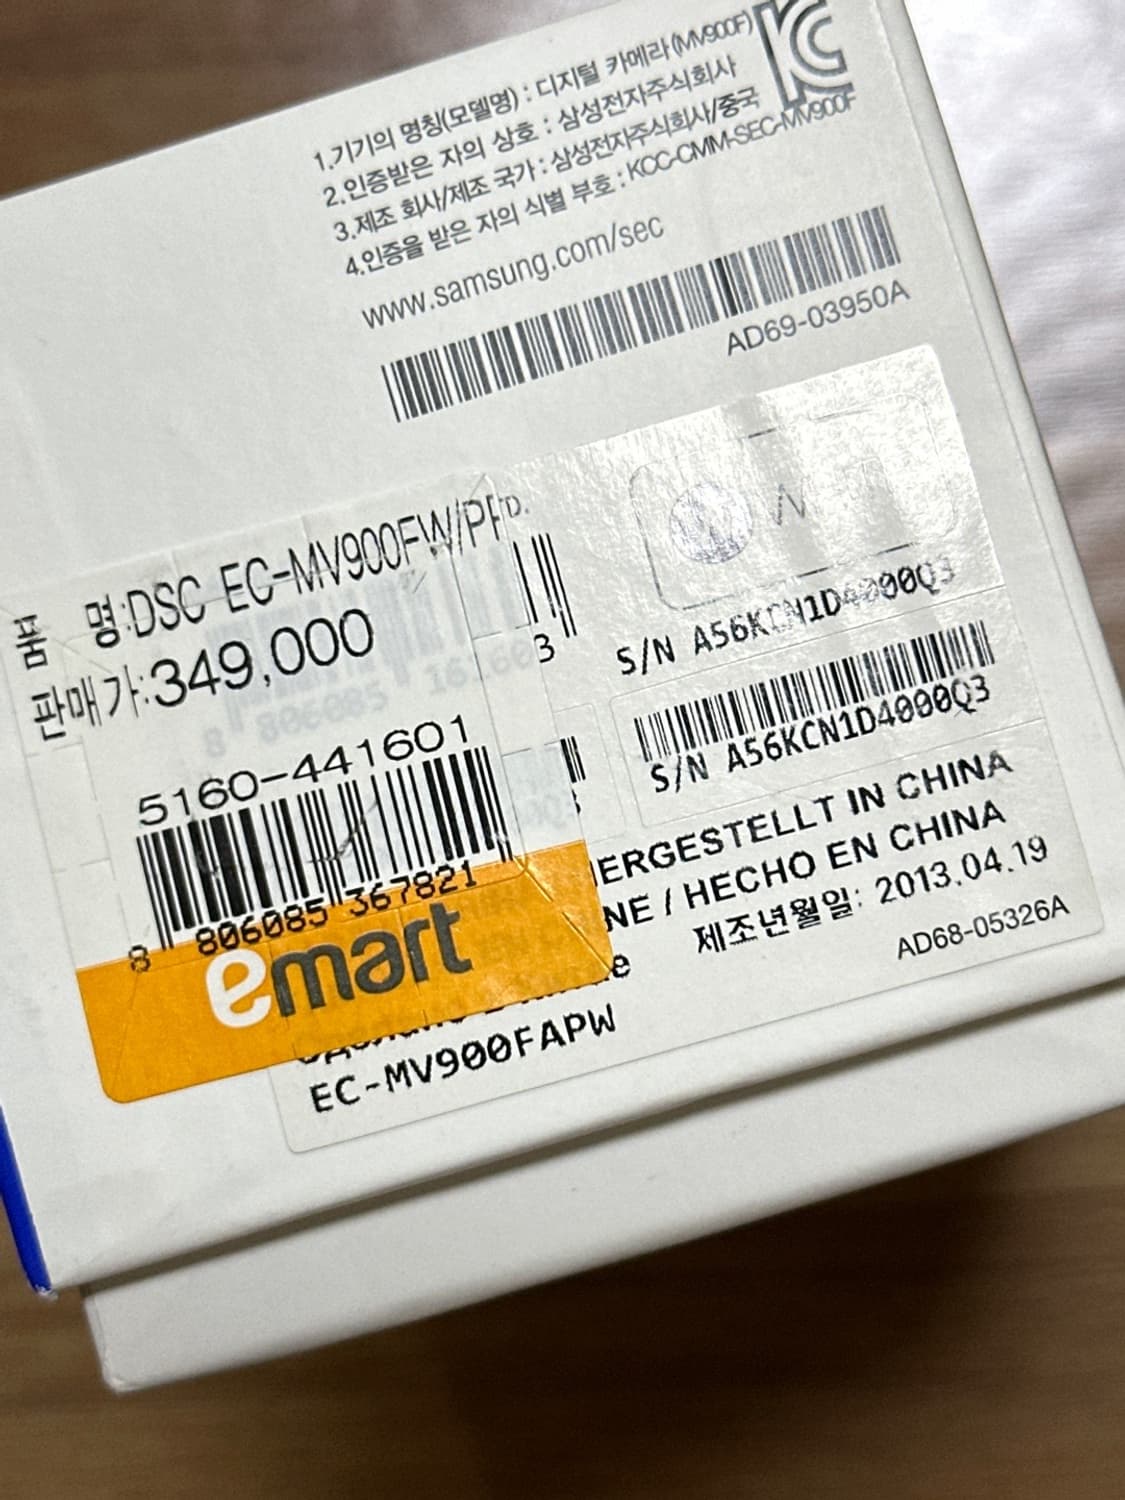 1.기기의 명칭(모델명) : 디지털 카메라(MV900F)
2.인증받은 자의 상호 : 삼성전자주식회사
3.제조 회사/제조 국가 : 삼성전자주식회사/중국
4.인증을 받은 자의 식별 부호 : KCC-CMM-SEC-MV900F
www.samsung.com/sec
AD69-03950A
품 명:DSC EC-MV900FW/PR
판매가:349,000
5160-441601
8 806085 367821
emart
3
S/N A56KCN1D4000Q3
S/N A56KCN1D4000Q3
HERGESTELLT IN CHINA
/ HECHO EN CHINA
제조년월일: 2013.04.19
AD68-05326A
EC-MV900FAPW